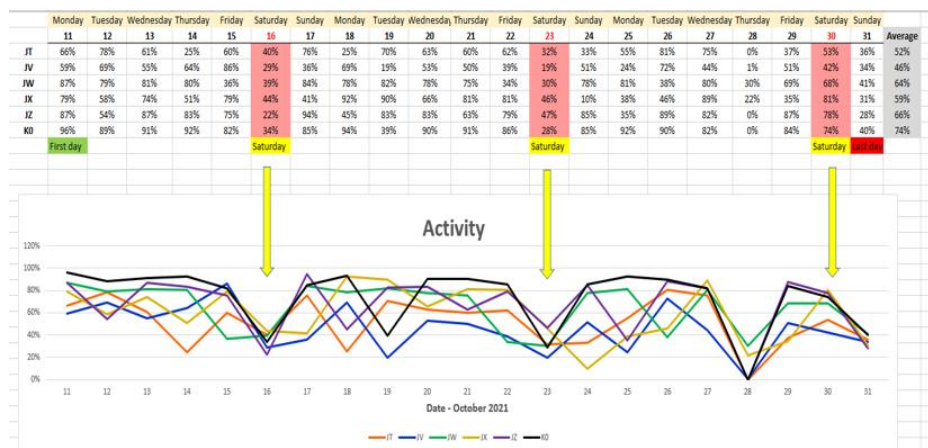 Monday Tuesday Wednesday Thursday Friday Saturday Sunday Monday Tuesday Wednesday Thursday Friday Saturday Sunday Monday Tuesday Wednesday Thursday Friday Saturday Sunday
11 12 13 14 15 16 17 18 19 20 21 22 23 24 25 26 27 28 29 30 31 Average
JT 66% 78% 61% 25% 60% 40% 76% 25% 70% 63% 60% 62% 32% 33% 55% 81% 75% 0% 37% 53% 36% 52%
JV 59% 69% 55% 64% 86% 29% 36% 69% 19% 53% 50% 39% 19% 51% 24% 72% 44% 1% 51% 42% 34% 46%
JW 87% 79% 81% 80% 36% 39% 84% 78% 82% 78% 75% 34% 30% 78% 81% 38% 80% 30% 69% 68% 41% 64%
JX 79% 58% 74% 51% 79% 44% 41% 92% 90% 66% 81% 81% 46% 10% 38% 46% 89% 22% 35% 81% 31% 59%
JZ 87% 54% 87% 83% 75% 22% 94% 45% 83% 83% 63% 79% 47% 85% 35% 89% 82% 0% 87% 78% 28% 66%
K0 96% 89% 91% 92% 82% 34% 85% 94% 39% 90% 91% 86% 28% 85% 92% 90% 82% 0% 84% 74% 40% 74%
First day Saturday Saturday Saturday Last day
Activity
120%
100%
80%
60%
40%
20%
0%
11 12 13 14 15 16 17 18 19 20 21 22 23 24 25 26 27 28 29 30 31
Date - October 2021
JT JV JW JX JZ K0